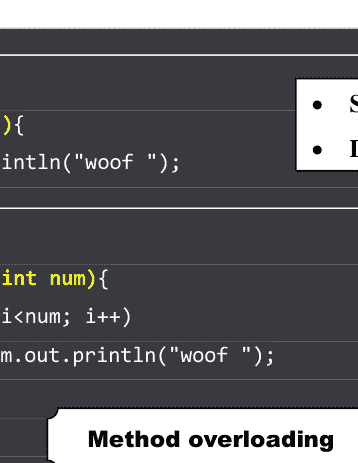 • S
){
intln("woof ");
•
int num){
i<num; i++)
m.out.println("woof ");
Method overloading